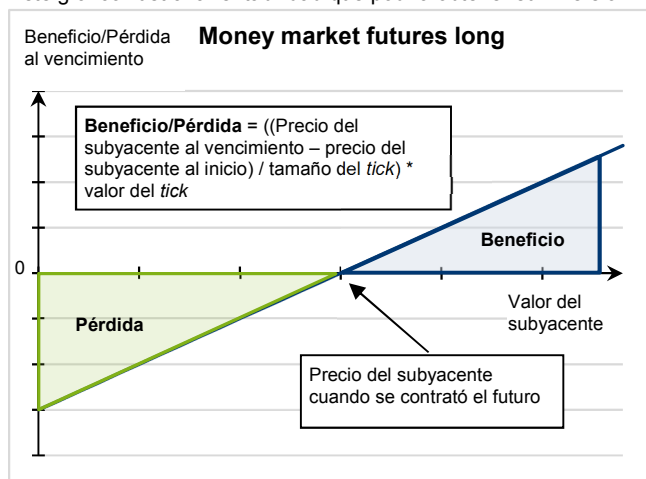 Beneficio/Pérdida
al vencimiento
Money market futures long
Beneficio/Pérdida = ((Precio del
subyacente al vencimiento – precio del
subyacente al inicio) / tamaño del tick) *
valor del tick
Beneficio
0
Valor del
subyacente
Pérdida
Precio del subyacente
cuando se contrató el futuro